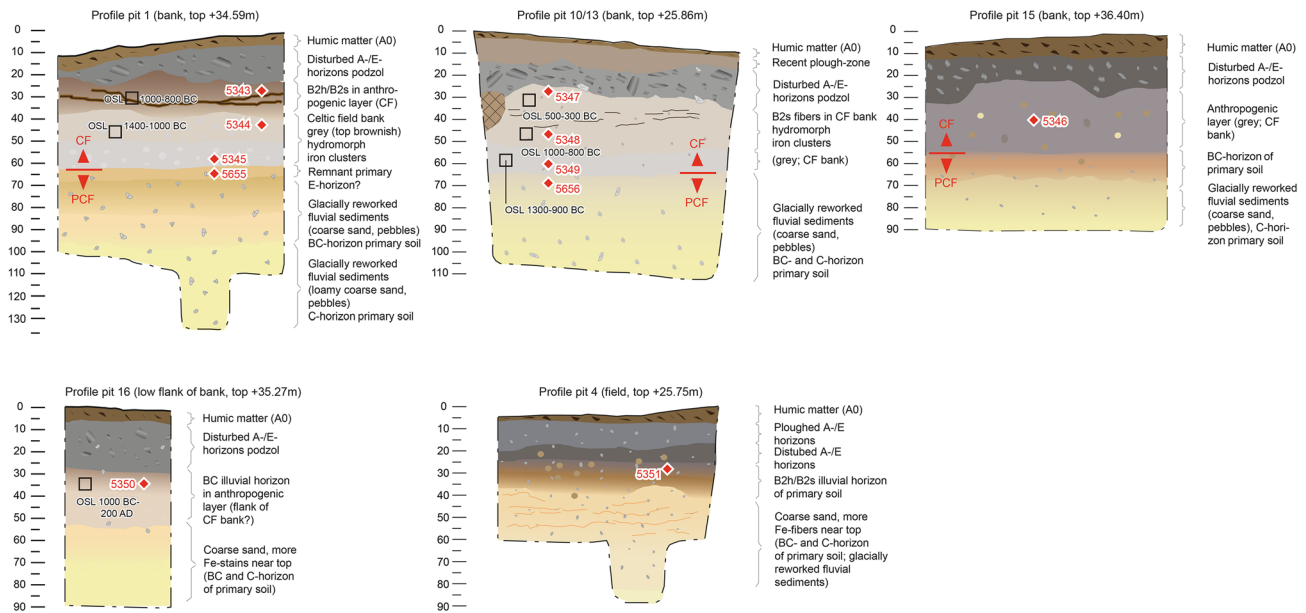 Profile pit 1 (bank, top +34.59m)
0
10
20
30
40
50
60
70
80
90
100
110
120
130
OSL 1000-800 BC
OSL 1400-1000 BC
5343
5344
5345
5655
CF
PCF
Humic matter (A0)
Disturbed A-/E-
horizons podzol
B2h/B2s in anthro-
pogenic layer (CF)
Celtic field bank
grey (top brownish)
hydromorph
iron clusters
Remnant primary
E-horizon?
Glacially reworked
fluvial sediments
(coarse sand, pebbles)
BC-horizon primary soil
Glacially reworked
fluvial sediments
(loamy coarse sand,
pebbles)
C-horizon primary soil
Profile pit 10/13 (bank, top +25.86m)
0
10
20
30
40
50
60
70
80
90
100
110
5347
OSL 500-300 BC
5348
OSL 1000-800 BC
5349
5656
OSL 1300-900 BC
CF
PCF
Humic matter (A0)
Recent plough-zone
Disturbed A-/E-
horizons podzol
B2s fibers in CF bank
hydromorph
iron clusters
(grey; CF bank)
Glacially reworked
fluvial sediments
(coarse sand,
pebbles)
BC- and C-horizon
primary soil
Profile pit 15 (bank, top +36.40m)
0
10
20
30
40
50
60
70
80
90
5346
CF
PCF
Humic matter (A0)
Disturbed A-/E-
horizons podzol
Anthropogenic
layer (grey; CF
bank)
BC-horizon of
primary soil
Glacially reworked
fluvial sediments
(coarse sand,
pebbles), C-hori-
zon primary soil
Profile pit 16 (low flank of bank, top +35.27m)
0
10
20
30
40
50
60
70
80
90
5350
OSL 1000 BC-
200 AD
Humic matter (A0)
Disturbed A-/E-
horizons podzol
BC illuvial horizon
in anthropogenic
layer (flank of
CF bank?)
Coarse sand, more
Fe-stains near top
(BC and C-horizon
of primary soil)
Profile pit 4 (field, top +25.75m)
0
10
20
30
40
50
60
70
80
90
5351
Humic matter (A0)
Ploughed A-/E
horizons
Distubed A-/E
horizons
B2h/B2s illuvial horizon
of primary soil
Coarse sand, more
Fe-fibers near top
(BC- and C-horizon
of primary soil; glacially
reworked fluvial
sediments)